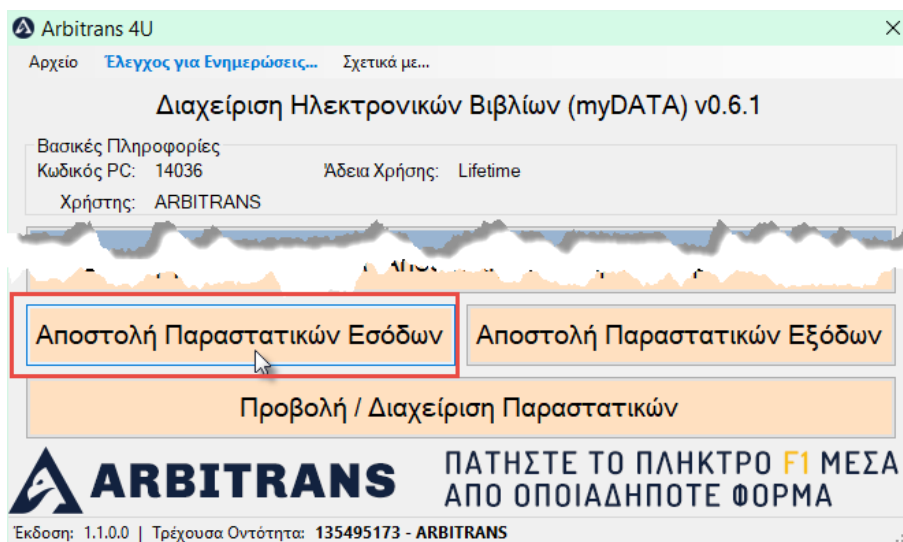 Arbitrans 4U
Αρχείο Έλεγχος για Ενημερώσεις... Σχετικά με...
Διαχείριση Ηλεκτρονικών Βιβλίων (myDATA) v0.6.1
Βασικές Πληροφορίες
Κωδικός PC: 14036 Άδεια Χρήσης: Lifetime
Χρήστης: ARBITRANS
Αποστολή Παραστατικών Εσόδων Αποστολή Παραστατικών Εξόδων
Προβολή / Διαχείριση Παραστατικών
ARBITRANS
ΠΑΤΗΣΤΕ ΤΟ ΠΛΗΚΤΡΟ F1 ΜΕΣΑ
ΑΠΟ ΟΠΟΙΑΔΗΠΟΤΕ ΦΟΡΜΑ
Έκδοση: 1.1.0.0 | Τρέχουσα Οντότητα: 135495173 - ARBITRANS